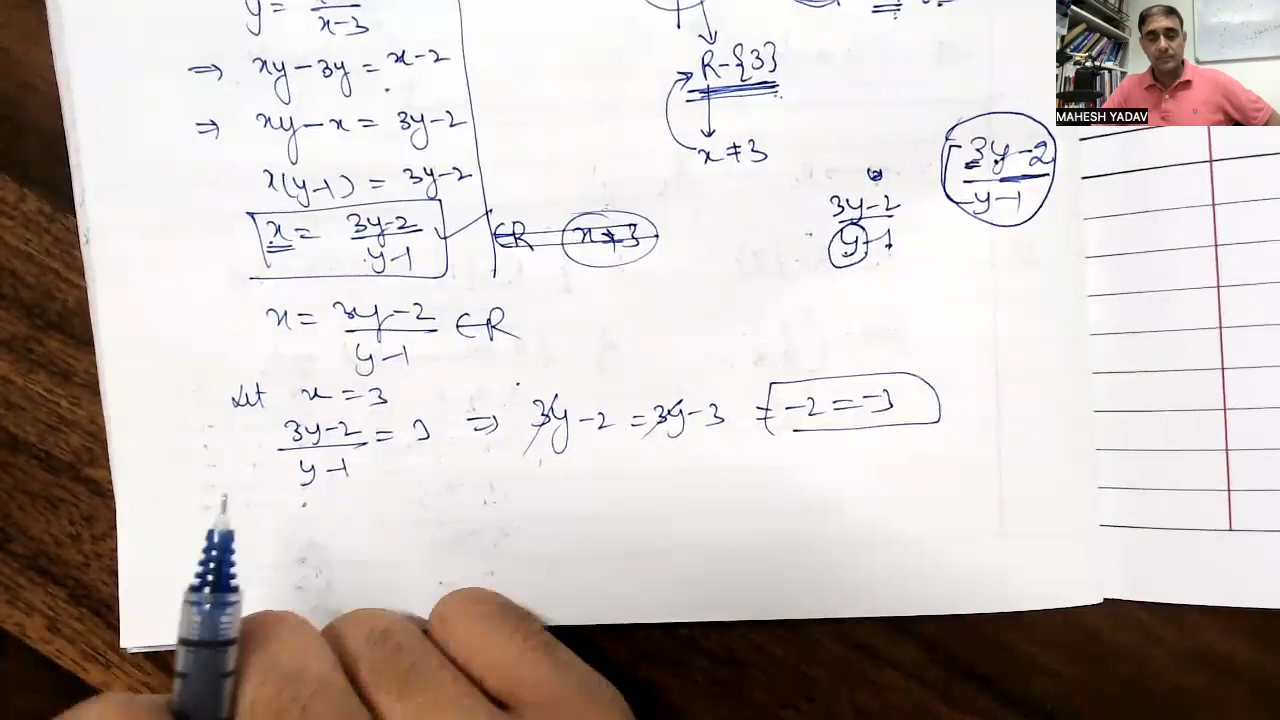 y = x-3
⇒ xy-3y = x-2
⇒ xy-x = 3y-2
x(y-1) = 3y-2
x = 3y-2/y-1 ∈R x≠3
x = 3y-2/y-1 ∈R
Let x = 3
3y-2/y-1 = 3 ⇒ 3y-2 = 3y-3 = -2 = -3
R-{3}
x≠3
3y-2/y-1
3y-2/y-1
MAHESH YADAV